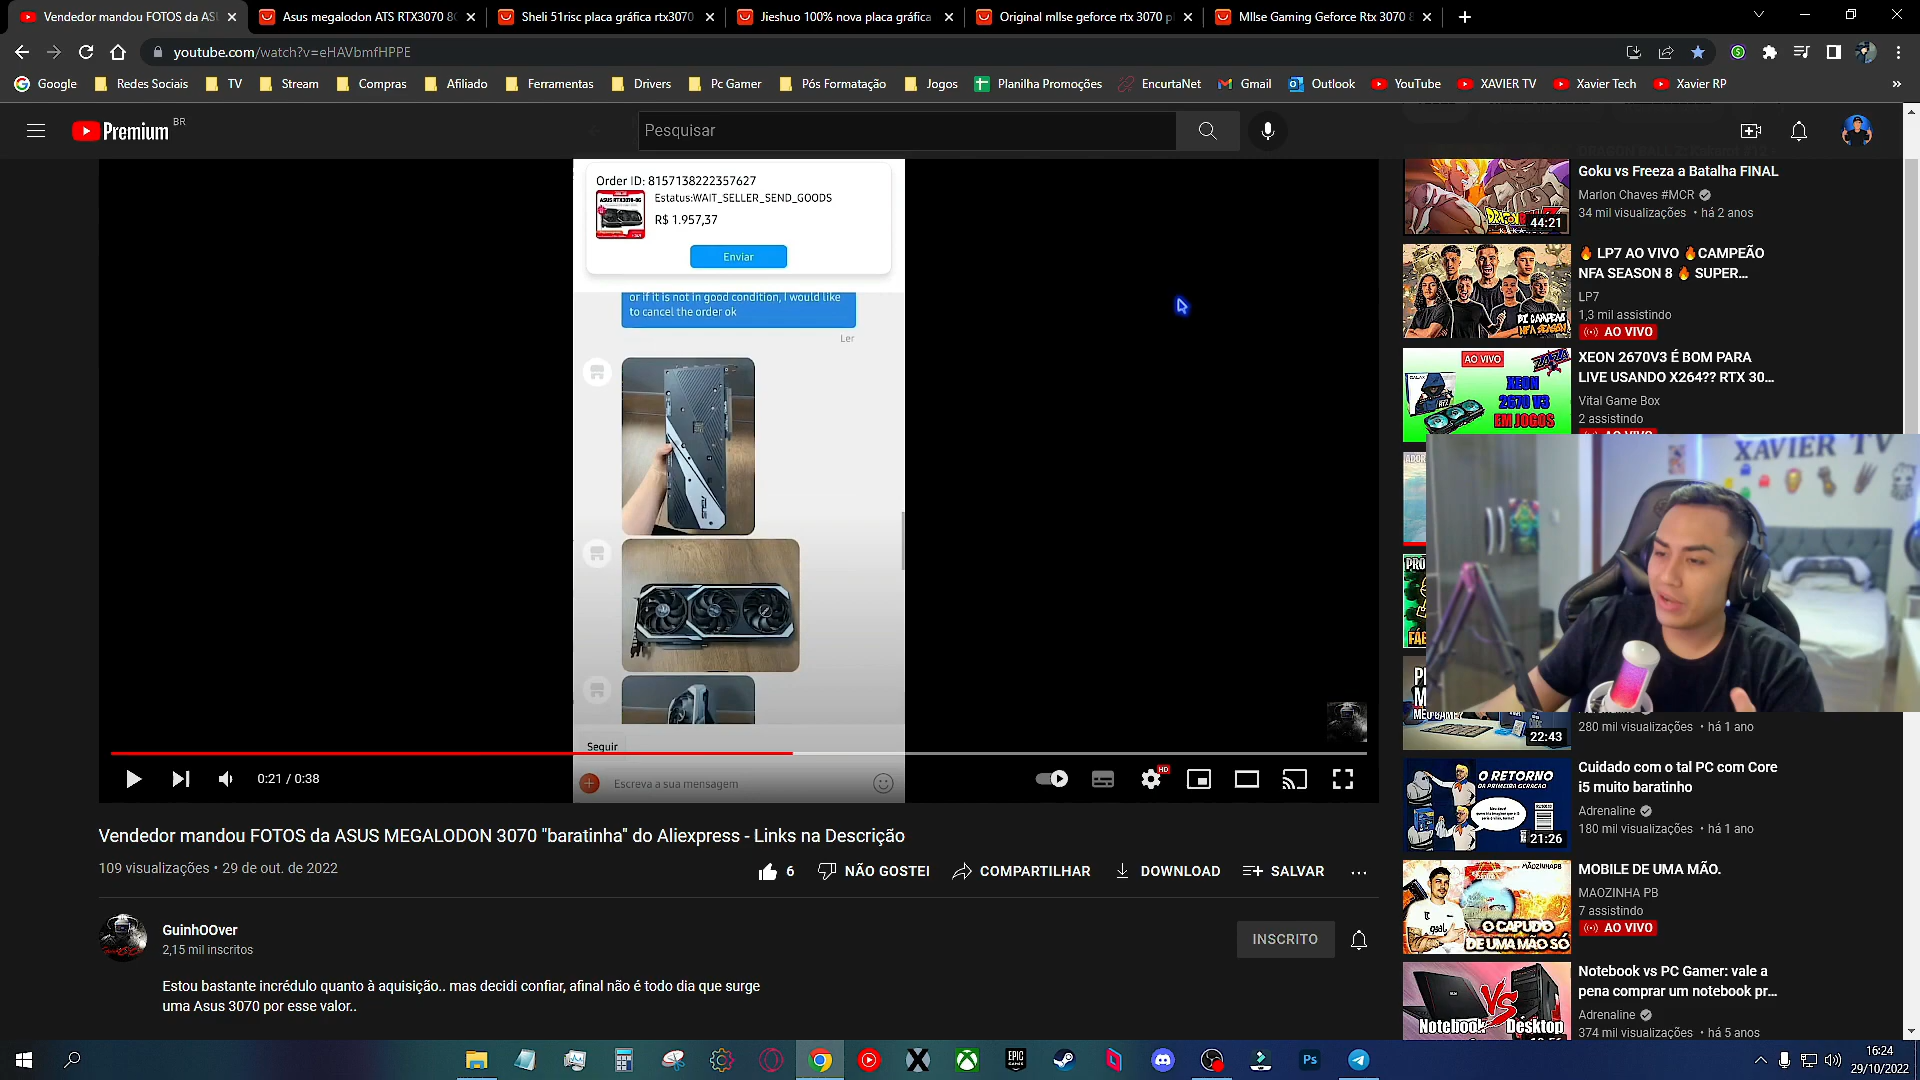 Vendedor mandou FOTOS da AS
Asus megalodon ATS RTX3070 8G
Sheli 51risc placa gráfica rtx3070
Jieshuo 100% nova placa gráfica
Original mllse geforce rtx 3070 p
Mllse Gaming Geforce Rtx 3070 8
youtube.com/watch?v=eHAVbmfHPPE
Google
Redes Sociais
TV
Stream
Compras
Afiliado
Ferramentas
Drivers
Pc Gamer
Pós Formatação
Jogos
Planilha Promoções
EncurtaNet
Gmail
Outlook
YouTube
XAVIER TV
Xavier Tech
Xavier RP
»
Premium
BR
Pesquisar
Order ID: 8157138222357627
Estatus:WAIT_SELLER_SEND_GOODS
R$ 1.957,37
Enviar
or if it is not in good condition, I would like
to cancel the order ok
Ler
Seguir
Escreva a sua mensagem
0:21 / 0:38
HD
Vendedor mandou FOTOS da ASUS MEGALODON 3070 "baratinha" do Aliexpress - Links na Descrição
109 visualizações • 29 de out. de 2022
6
NÃO GOSTEI
COMPARTILHAR
DOWNLOAD
SALVAR
GuinhOOver
2,15 mil inscritos
INSCRITO
Estou bastante incrédulo quanto à aquisição.. mas decidi confiar, afinal não é todo dia que surge
uma Asus 3070 por esse valor..
Goku vs Freeza a Batalha FINAL
Marlon Chaves #MCR
34 mil visualizações • há 2 anos
44:21
🔥 LP7 AO VIVO 🔥CAMPEÃO
NFA SEASON 8 🔥 SUPER...
LP7
1,3 mil assistindo
AO VIVO
XEON 2670V3 É BOM PARA
LIVE USANDO X264?? RTX 30...
Vital Game Box
2 assistindo
AO VIVO
XEON
2670 V3
EM JOGOS
XAVIER TV
280 mil visualizações • há 1 ano
22:43
Cuidado com o tal PC com Core
i5 muito baratinho
Adrenaline
180 mil visualizações • há 1 ano
O RETORNO
21:26
MOBILE DE UMA MÃO.
MAOZINHA PB
7 assistindo
AO VIVO
O CAPUDO
DE UMA MÃO SÓ
Notebook vs PC Gamer: vale a
pena comprar um notebook pr...
Adrenaline
374 mil visualizações • há 5 anos
Notebook VS Desktop
EPIC
GAMES
Ps
16:24
29/10/2022